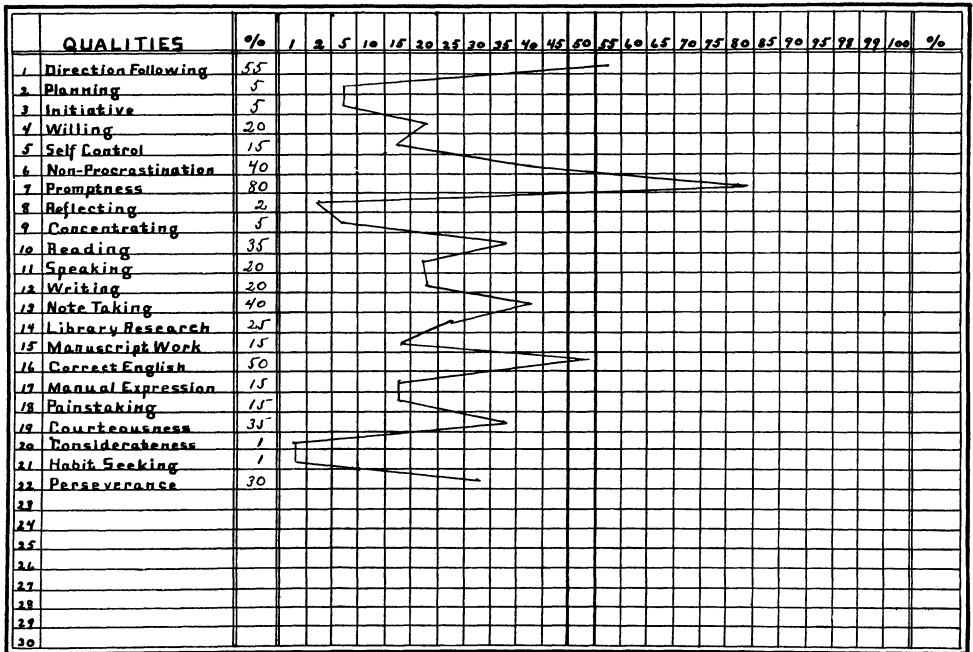 QUALITIES % 1 2 5 10 15 20 25 30 35 40 45 50 55 60 65 70 75 80 85 90 95 98 99 100 %
1 Direction Following 55
2 Planning 5
3 Initiative 5
4 Willing 20
5 Self Control 15
6 Non-Procrastination 40
7 Promptness 80
8 Reflecting 2
9 Concentrating 5
10 Reading 35
11 Speaking 20
12 Writing 20
13 Note Taking 40
14 Library Research 25
15 Manuscript Work 15
16 Correct English 50
17 Manual Expression 15
18 Painstaking 15
19 Courteousness 35
20 Considerateness 1
21 Habit Seeking 1
22 Perseverance 30
23
24
25
26
27
28
29
30